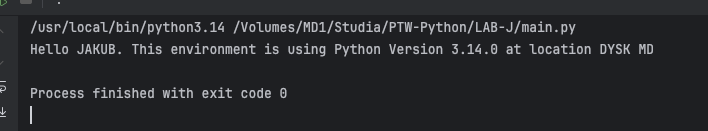 /usr/local/bin/python3.14 /Volumes/MD1/Studia/PTW-Python/LAB-J/main.py
Hello JAKUB. This environment is using Python Version 3.14.0 at location DYSK MD
Process finished with exit code 0